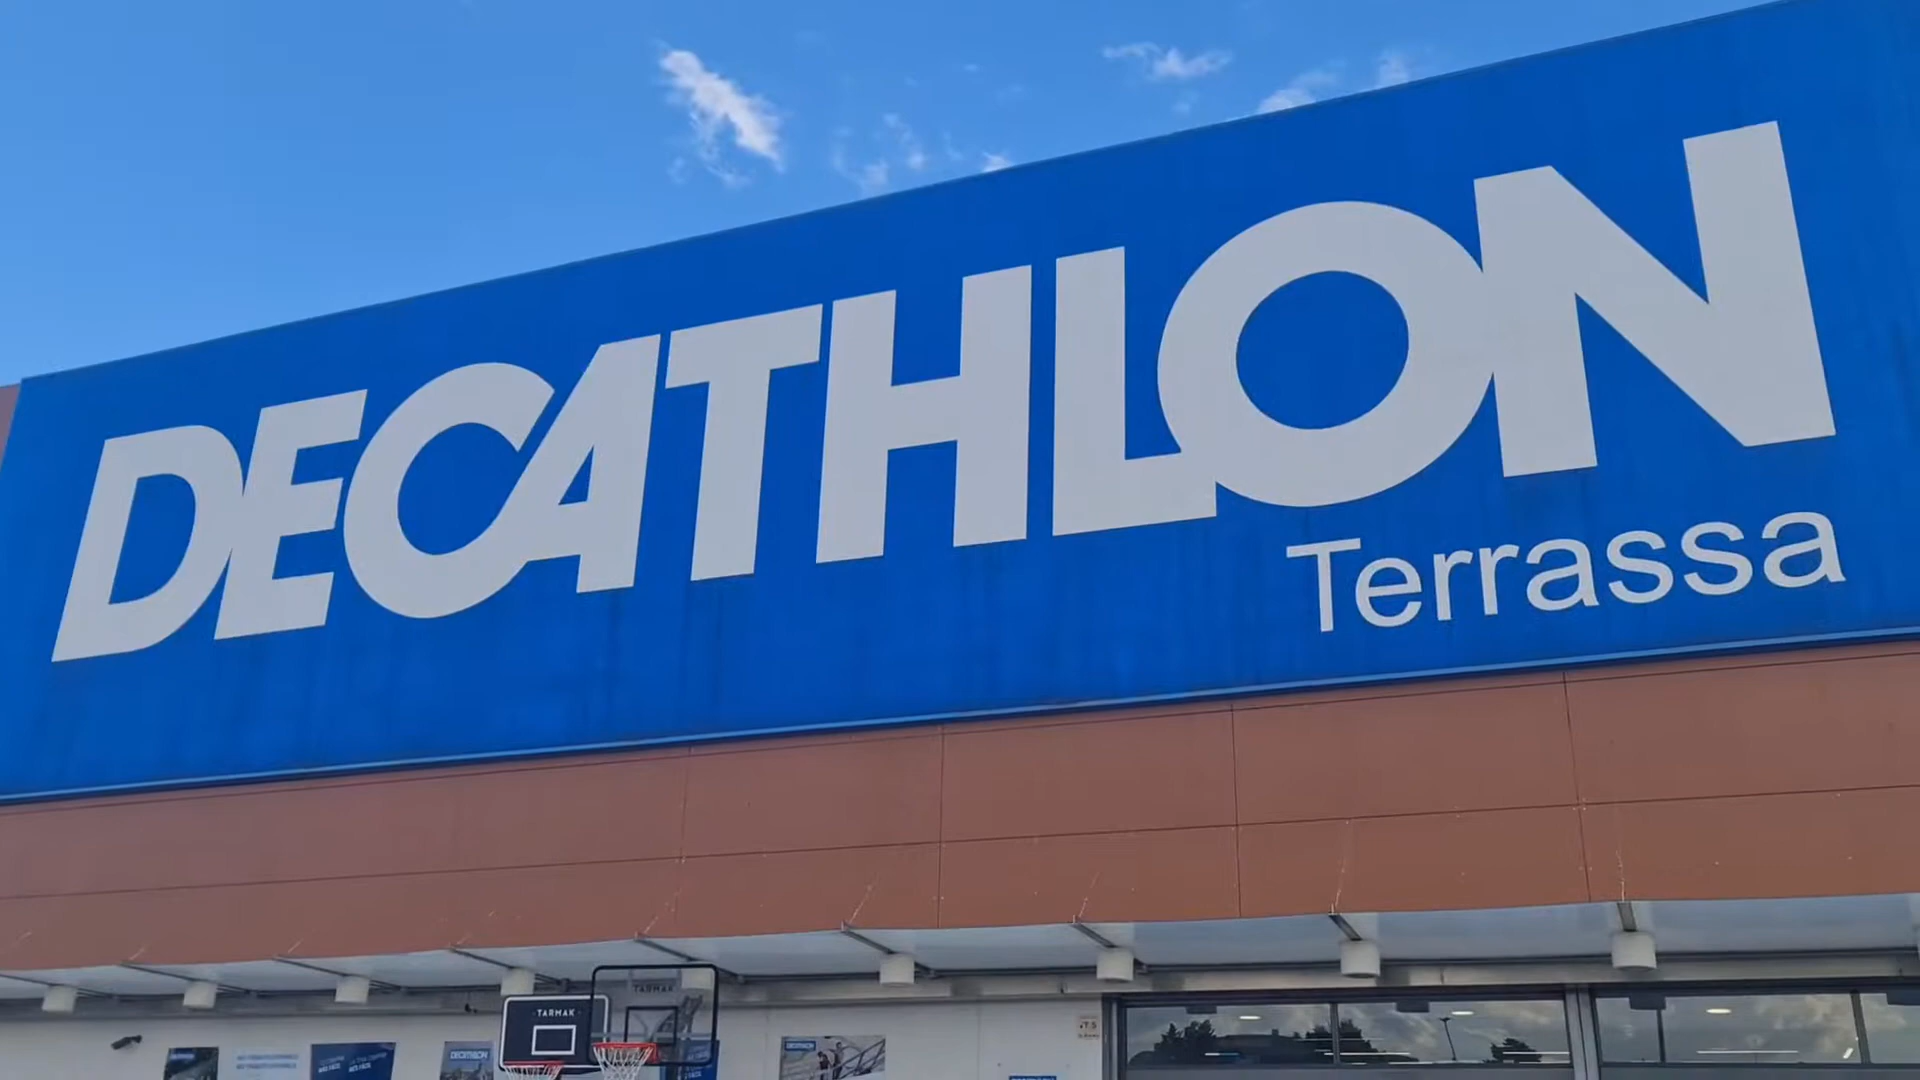 DECATHLON
Terrassa
TARMAK
TARMAK
DECATHLON
DECATHLON